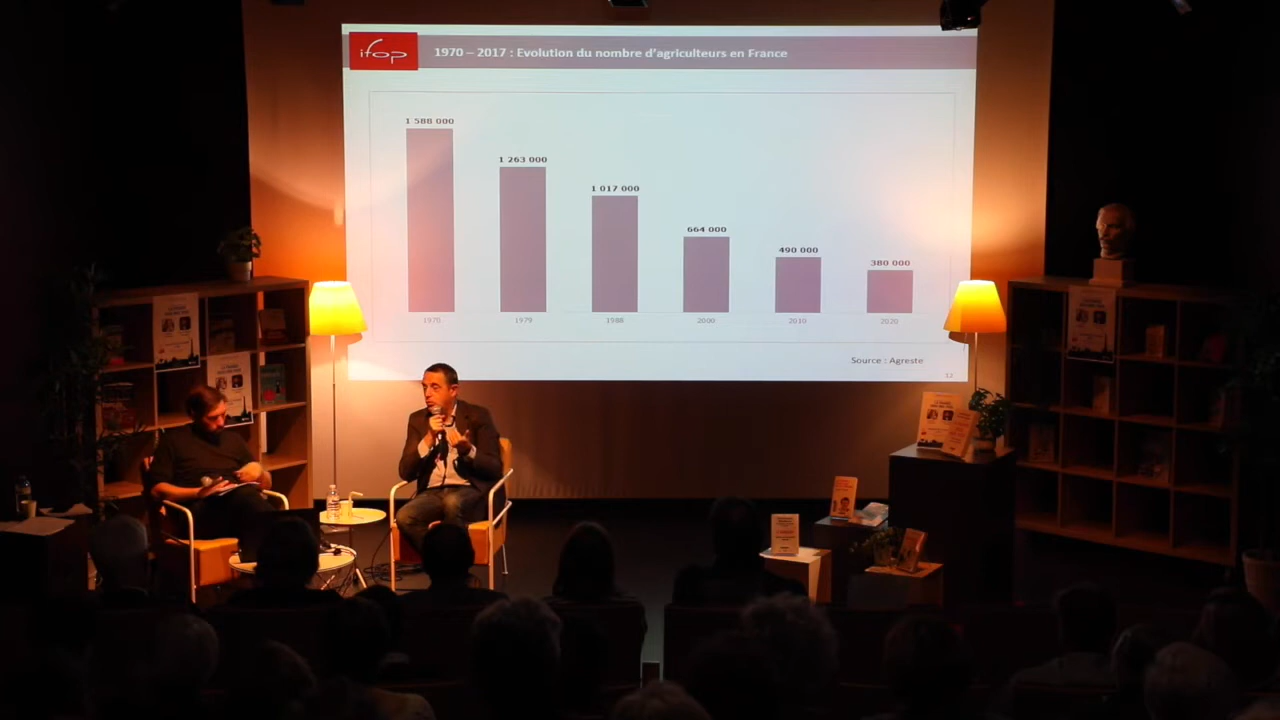 ifop
1970 – 2017 : Evolution du nombre d'agriculteurs en France
1 588 000
1 263 000
1 017 000
664 000
490 000
380 000
1970
1979
1988
2000
2010
2020
Source : Agreste
12